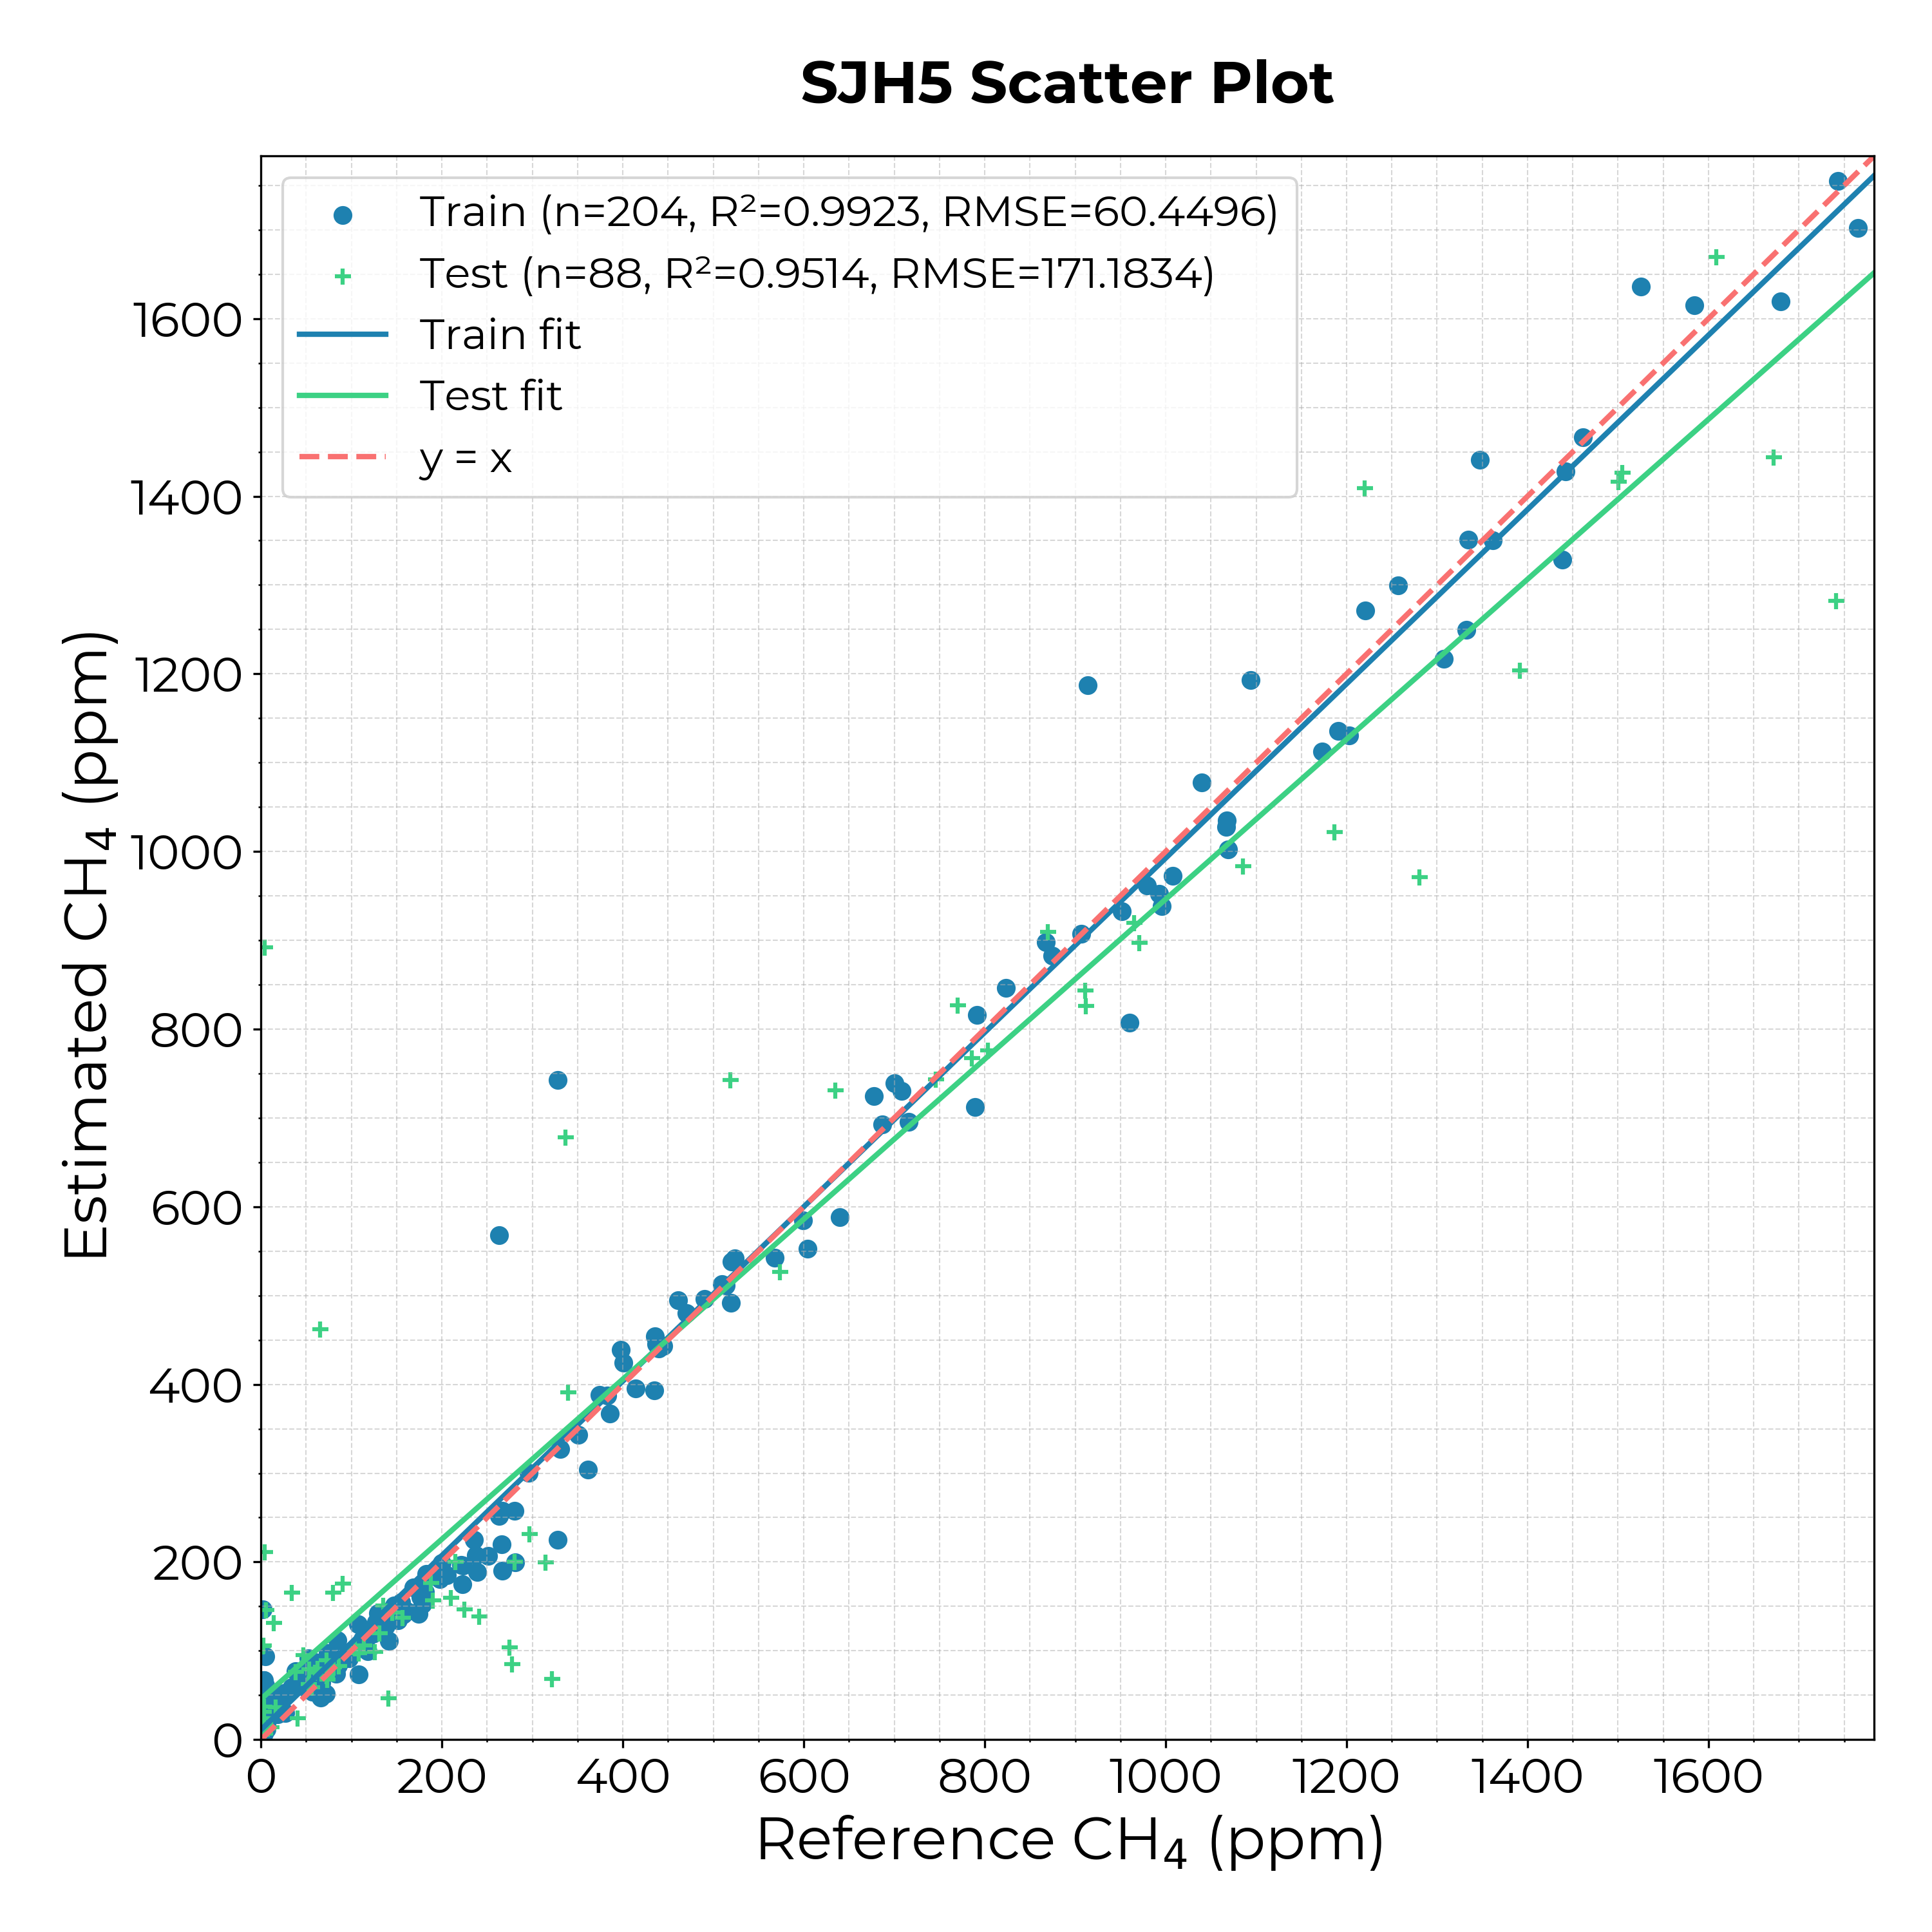 SJH5 Scatter Plot
Train (n=204, R²=0.9923, RMSE=60.4496)
Test (n=88, R²=0.9514, RMSE=171.1834)
Train fit
Test fit
y = x
Estimated CH₄ (ppm)
1600
1400
1200
1000
800
600
400
200
0
0 200 400 600 800 1000 1200 1400 1600
Reference CH₄ (ppm)